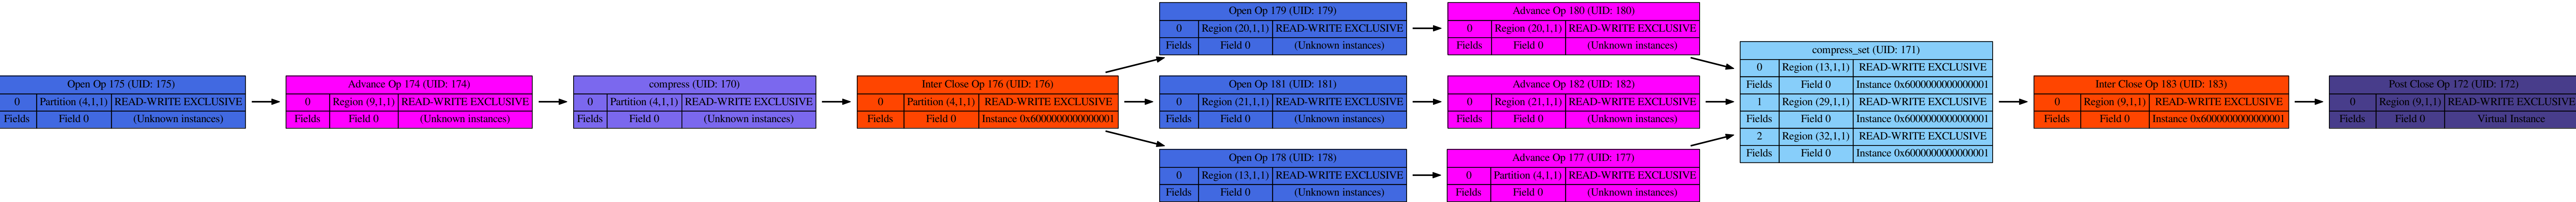 Open Op 175 (UID: 175)
0 Partition (4,1,1) READ-WRITE EXCLUSIVE
Fields Field 0 (Unknown instances)
Advance Op 174 (UID: 174)
0 Region (9,1,1) READ-WRITE EXCLUSIVE
Fields Field 0 (Unknown instances)
compress (UID: 170)
0 Partition (4,1,1) READ-WRITE EXCLUSIVE
Fields Field 0 (Unknown instances)
Inter Close Op 176 (UID: 176)
0 Partition (4,1,1) READ-WRITE EXCLUSIVE
Fields Field 0 Instance 0x6000000000000001
Open Op 179 (UID: 179)
0 Region (20,1,1) READ-WRITE EXCLUSIVE
Fields Field 0 (Unknown instances)
Advance Op 180 (UID: 180)
0 Region (20,1,1) READ-WRITE EXCLUSIVE
Fields Field 0 (Unknown instances)
Open Op 181 (UID: 181)
0 Region (21,1,1) READ-WRITE EXCLUSIVE
Fields Field 0 (Unknown instances)
Advance Op 182 (UID: 182)
0 Region (21,1,1) READ-WRITE EXCLUSIVE
Fields Field 0 (Unknown instances)
Open Op 178 (UID: 178)
0 Region (13,1,1) READ-WRITE EXCLUSIVE
Fields Field 0 (Unknown instances)
Advance Op 177 (UID: 177)
0 Partition (4,1,1) READ-WRITE EXCLUSIVE
Fields Field 0 (Unknown instances)
compress_set (UID: 171)
0 Region (13,1,1) READ-WRITE EXCLUSIVE
Fields Field 0 Instance 0x6000000000000001
1 Region (29,1,1) READ-WRITE EXCLUSIVE
Fields Field 0 Instance 0x6000000000000001
2 Region (32,1,1) READ-WRITE EXCLUSIVE
Fields Field 0 Instance 0x6000000000000001
Inter Close Op 183 (UID: 183)
0 Region (9,1,1) READ-WRITE EXCLUSIVE
Fields Field 0 Instance 0x6000000000000001
Post Close Op 172 (UID: 172)
0 Region (9,1,1) READ-WRITE EXCLUSIVE
Fields Field 0 Virtual Instance